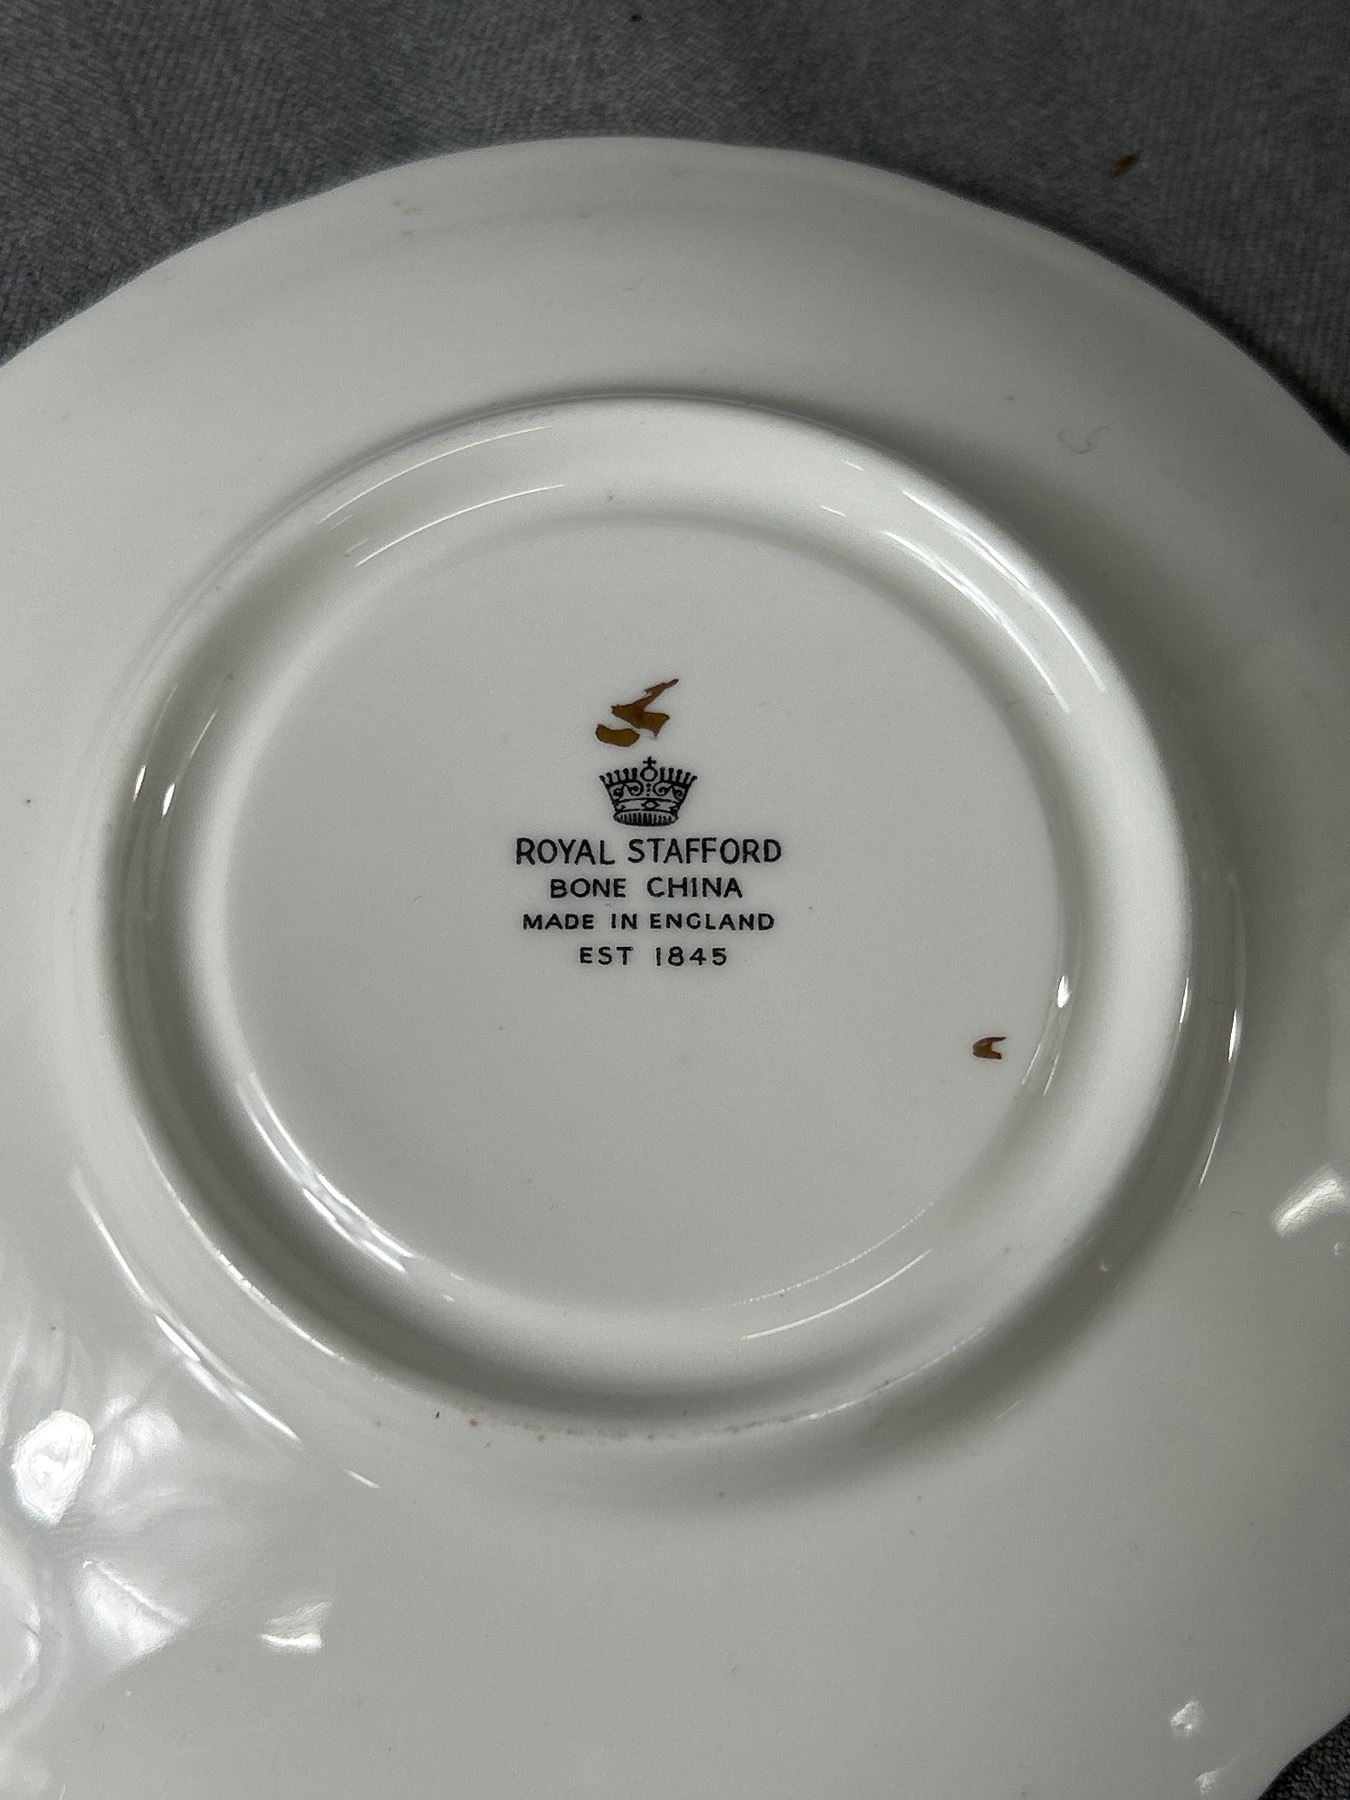 ROYAL STAFFORD
BONE CHINA
MADE IN ENGLAND
EST 1845